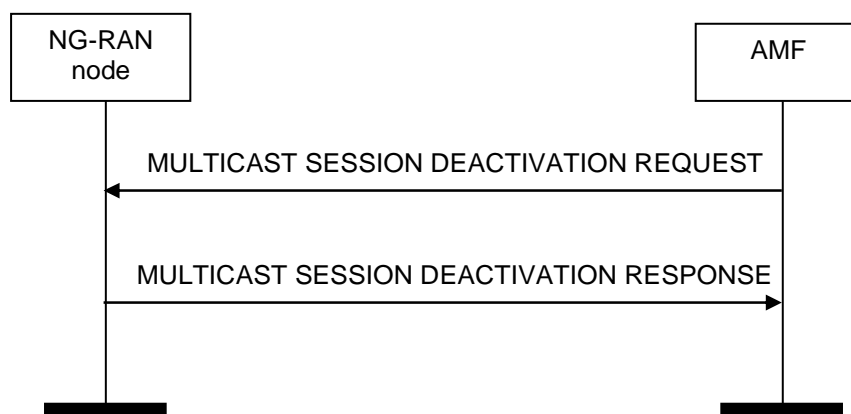 NG-RAN
node
AMF
MULTICAST SESSION DEACTIVATION REQUEST
MULTICAST SESSION DEACTIVATION RESPONSE